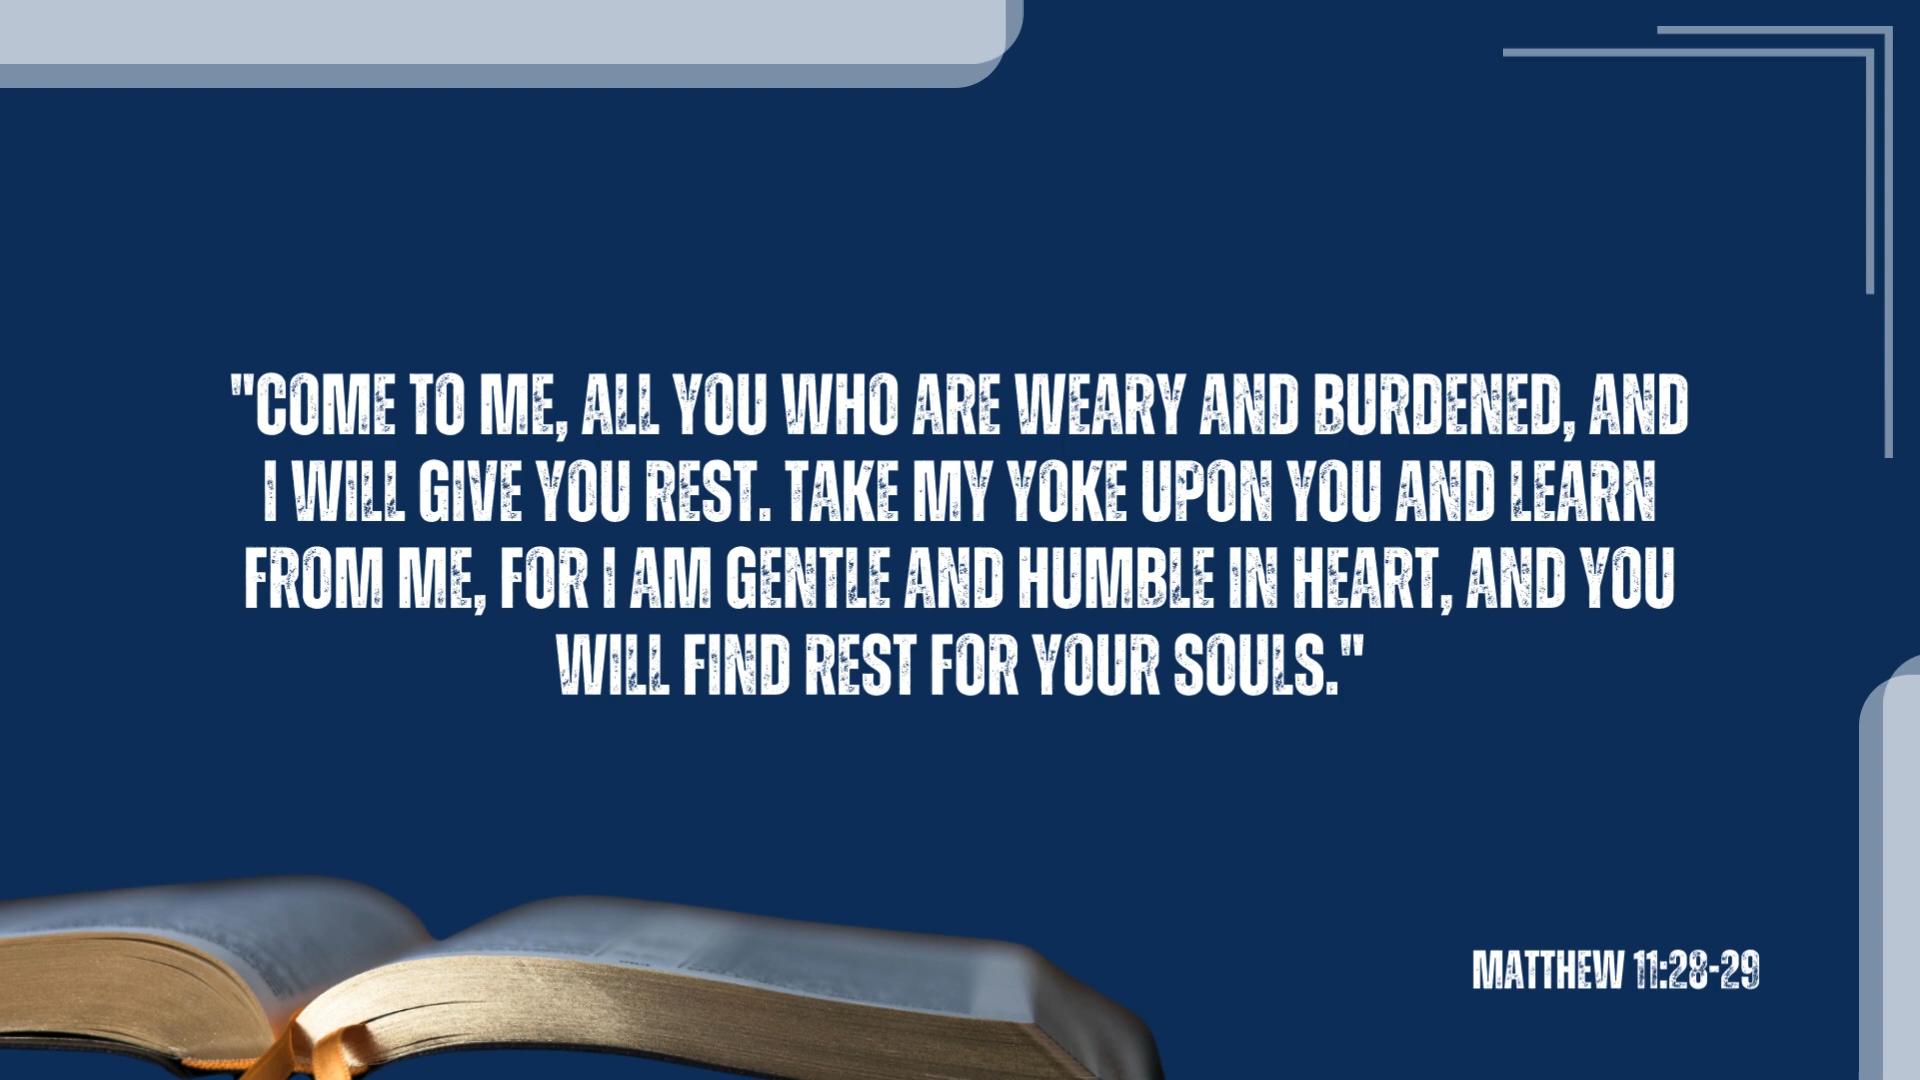 "COME TO ME, ALL YOU WHO ARE WEARY AND BURDENED, AND
I WILL GIVE YOU REST. TAKE MY YOKE UPON YOU AND LEARN
FROM ME, FOR I AM GENTLE AND HUMBLE IN HEART, AND YOU
WILL FIND REST FOR YOUR SOULS."
MATTHEW 11:28-29